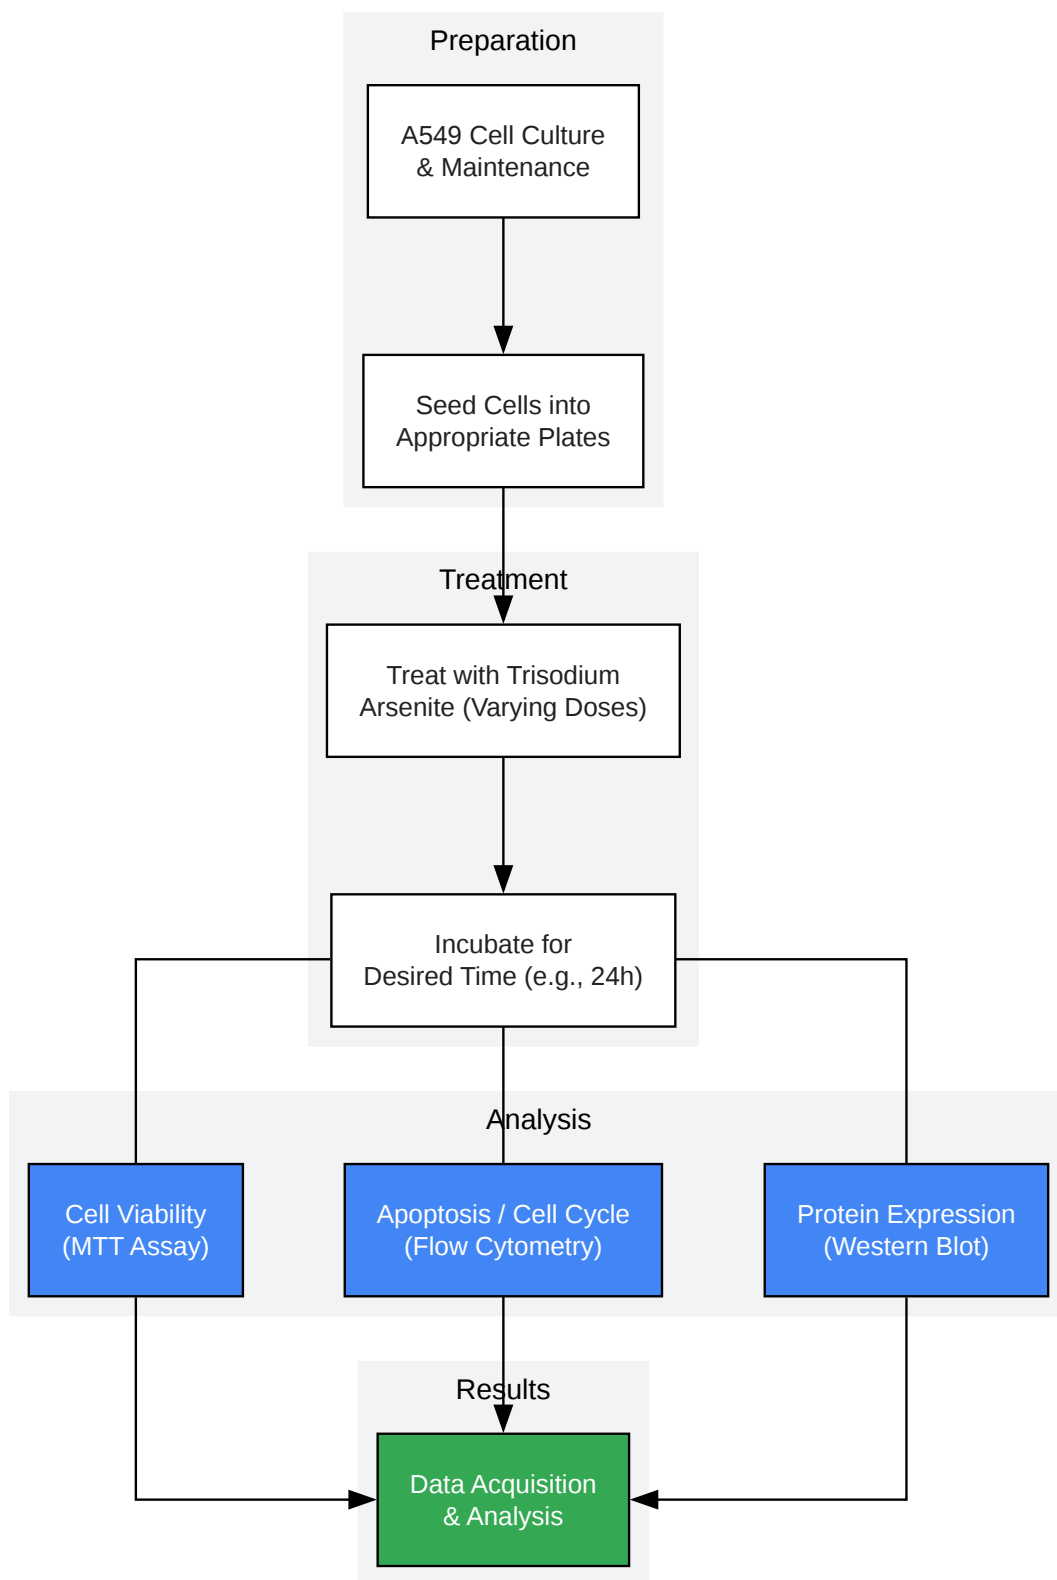 Preparation
A549 Cell Culture
& Maintenance
Seed Cells into
Appropriate Plates
Treatment
Treat with Trisodium
Arsenite (Varying Doses)
Incubate for
Desired Time (e.g., 24h)
Analysis
Cell Viability
(MTT Assay)
Apoptosis / Cell Cycle
(Flow Cytometry)
Protein Expression
(Western Blot)
Results
Data Acquisition
& Analysis